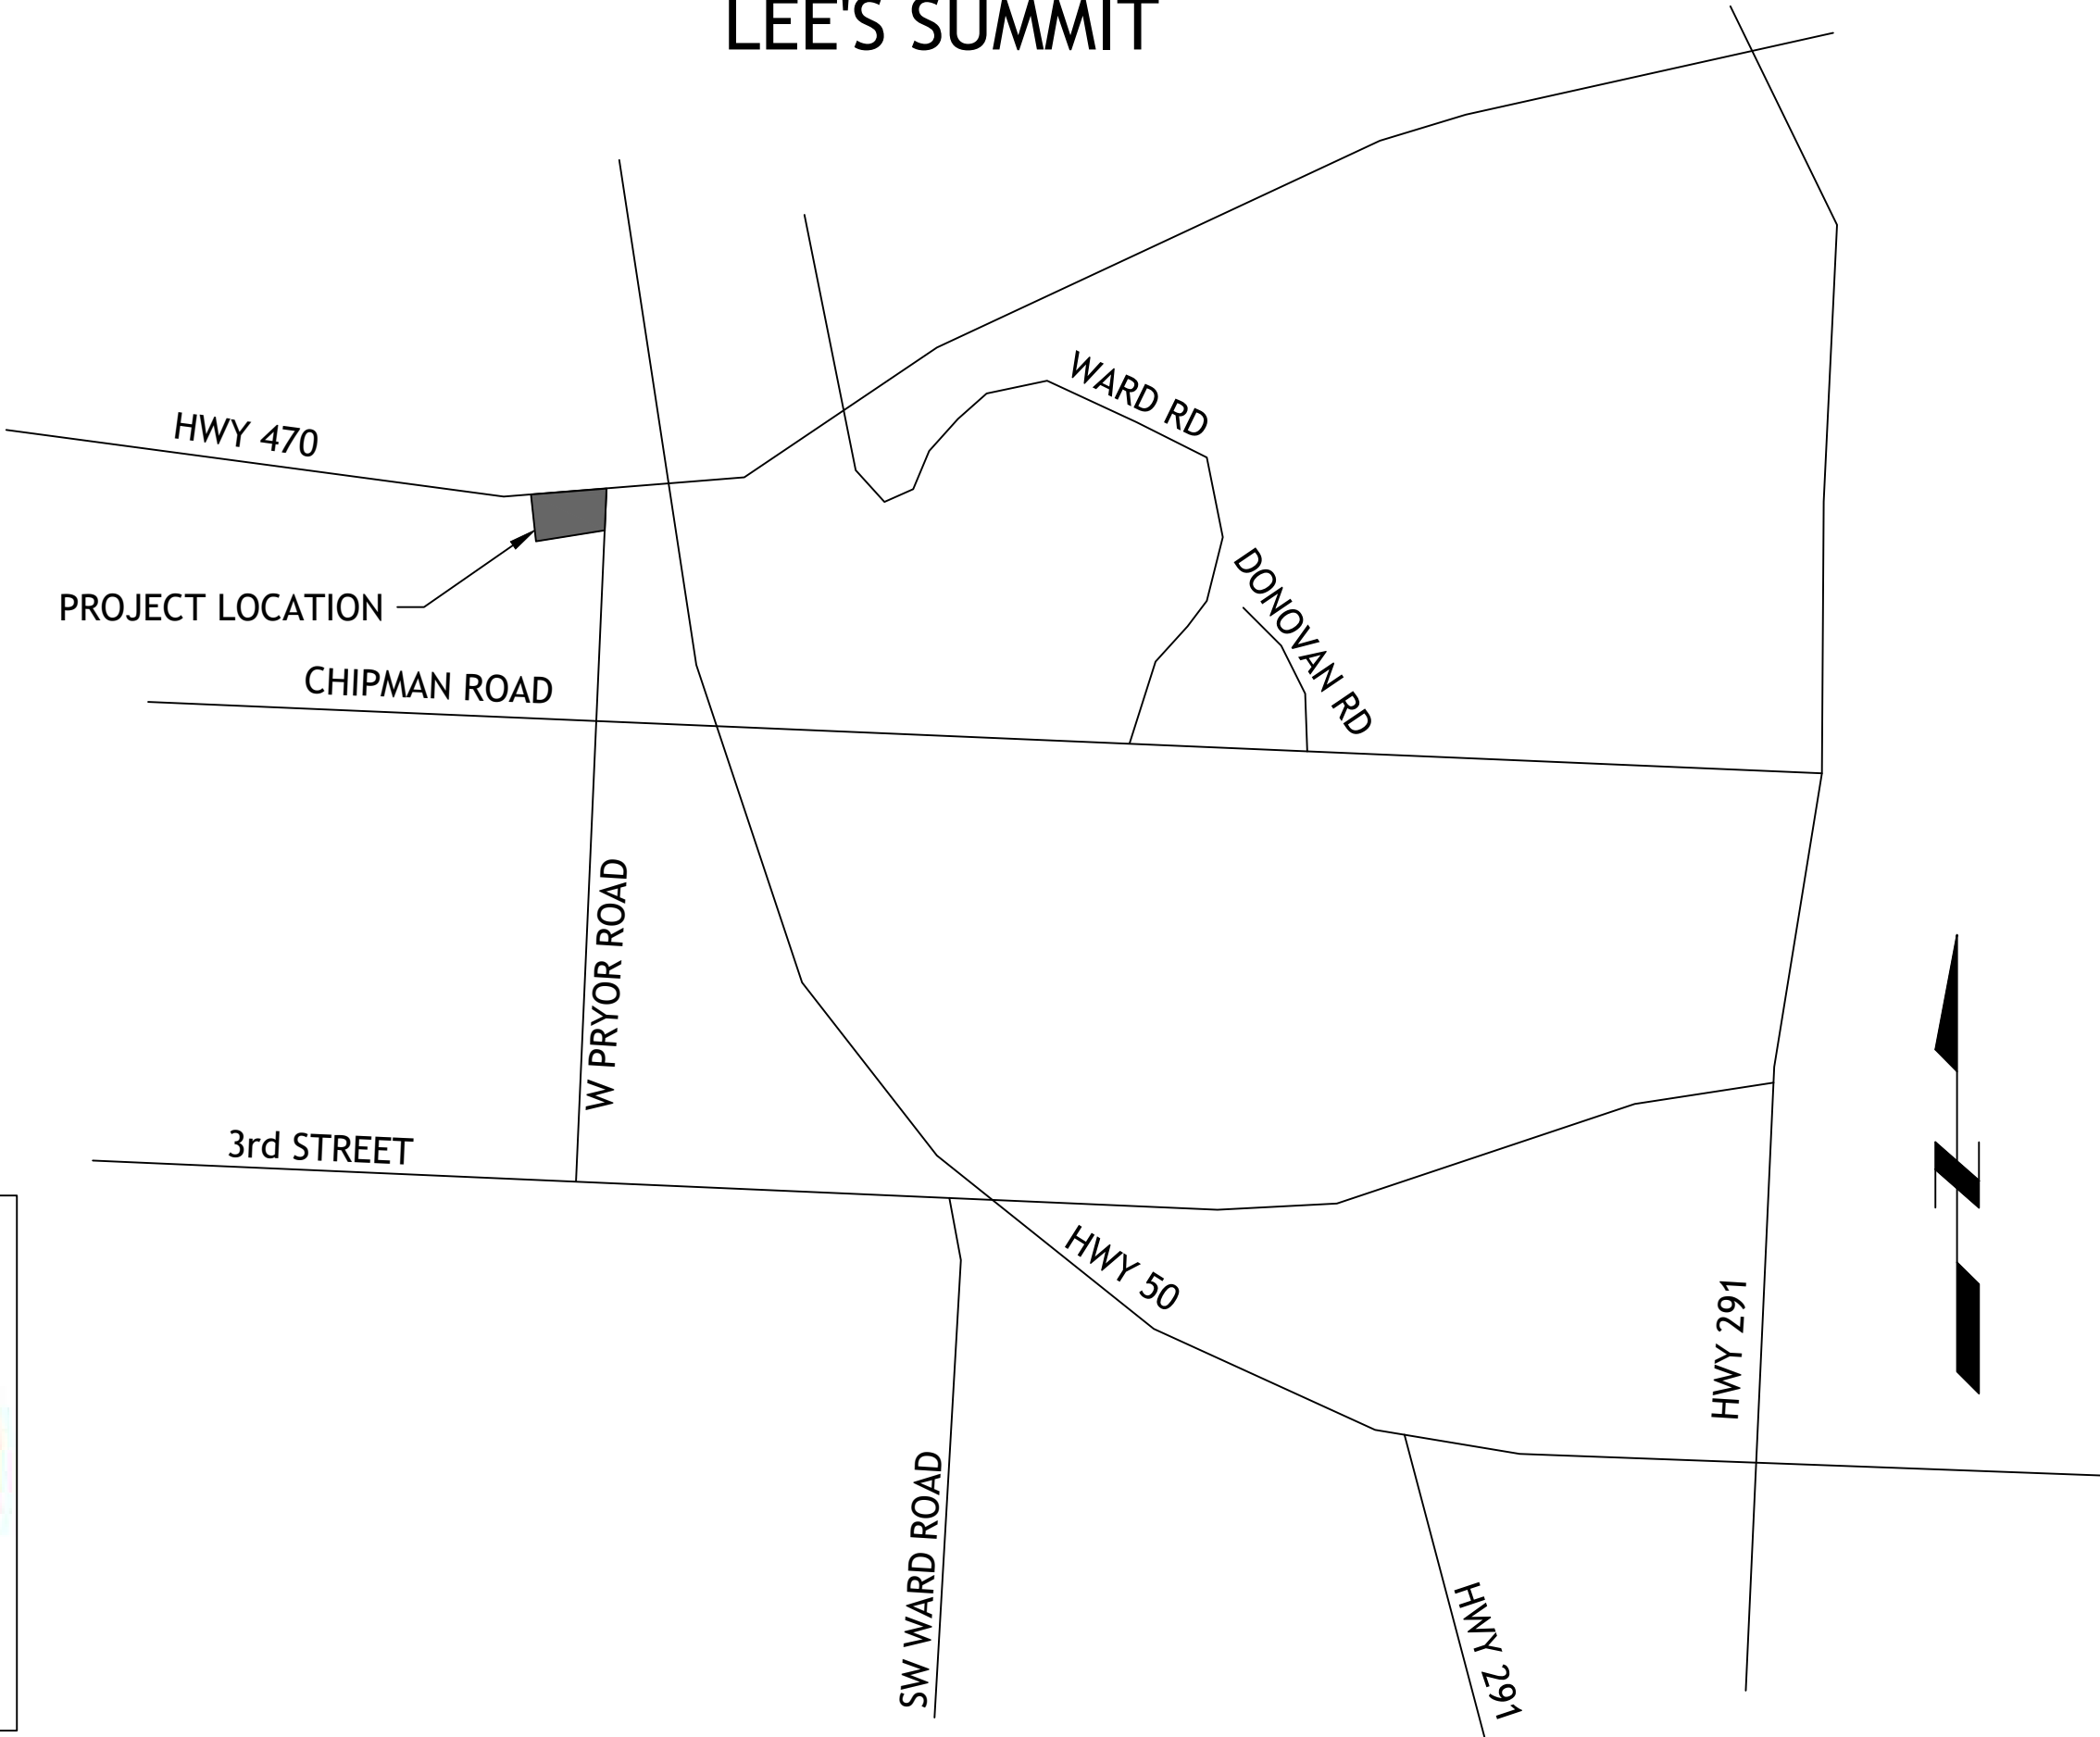 LEE'S SUMMIT
WARD RD
HWY 470
DONOVAN RD
PROJECT LOCATION
CHIPMAN ROAD
W PRYOR ROAD
3rd STREET
N
HWY 50
HWY 291
SW WARD ROAD
HWY 291